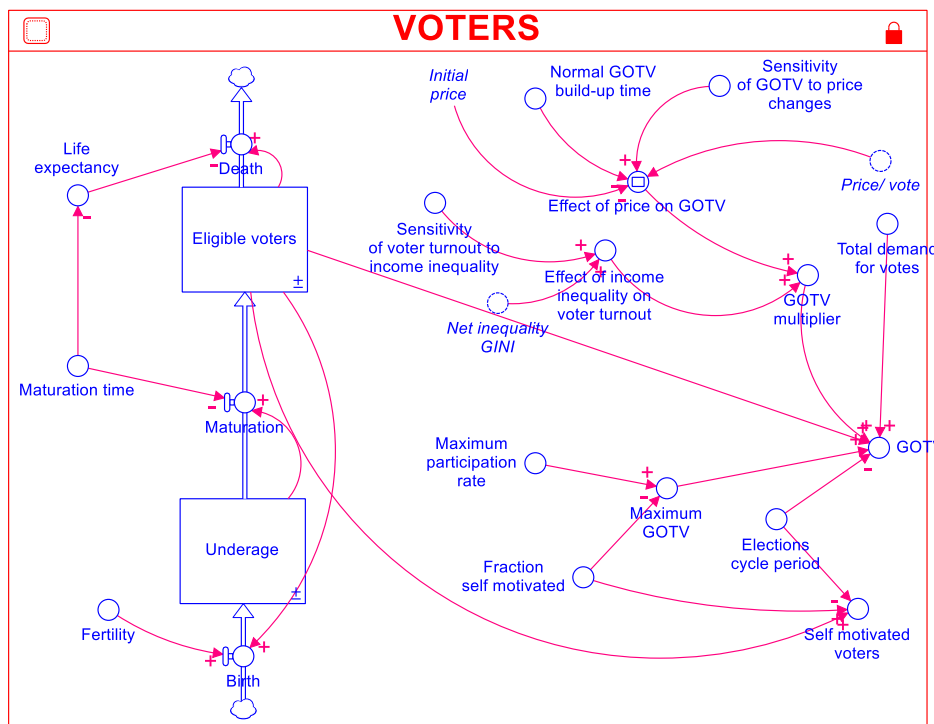 VOTERS
Initial
price
Normal GOTV
build-up time
Sensitivity
of GOTV to price
changes
Life
expectancy
Death
Price/ vote
Effect of price on GOTV
Eligible voters
Sensitivity
of voter turnout to
income inequality
Total demand
for votes
Effect of income
inequality on
voter turnout
GOTV
multiplier
Net inequality
GINI
Maturation time
Maturation
Maximum
participation
rate
GOTV
Maximum
GOTV
Underage
Elections
cycle period
Fraction
self motivated
Fertility
Self motivated
voters
Birth